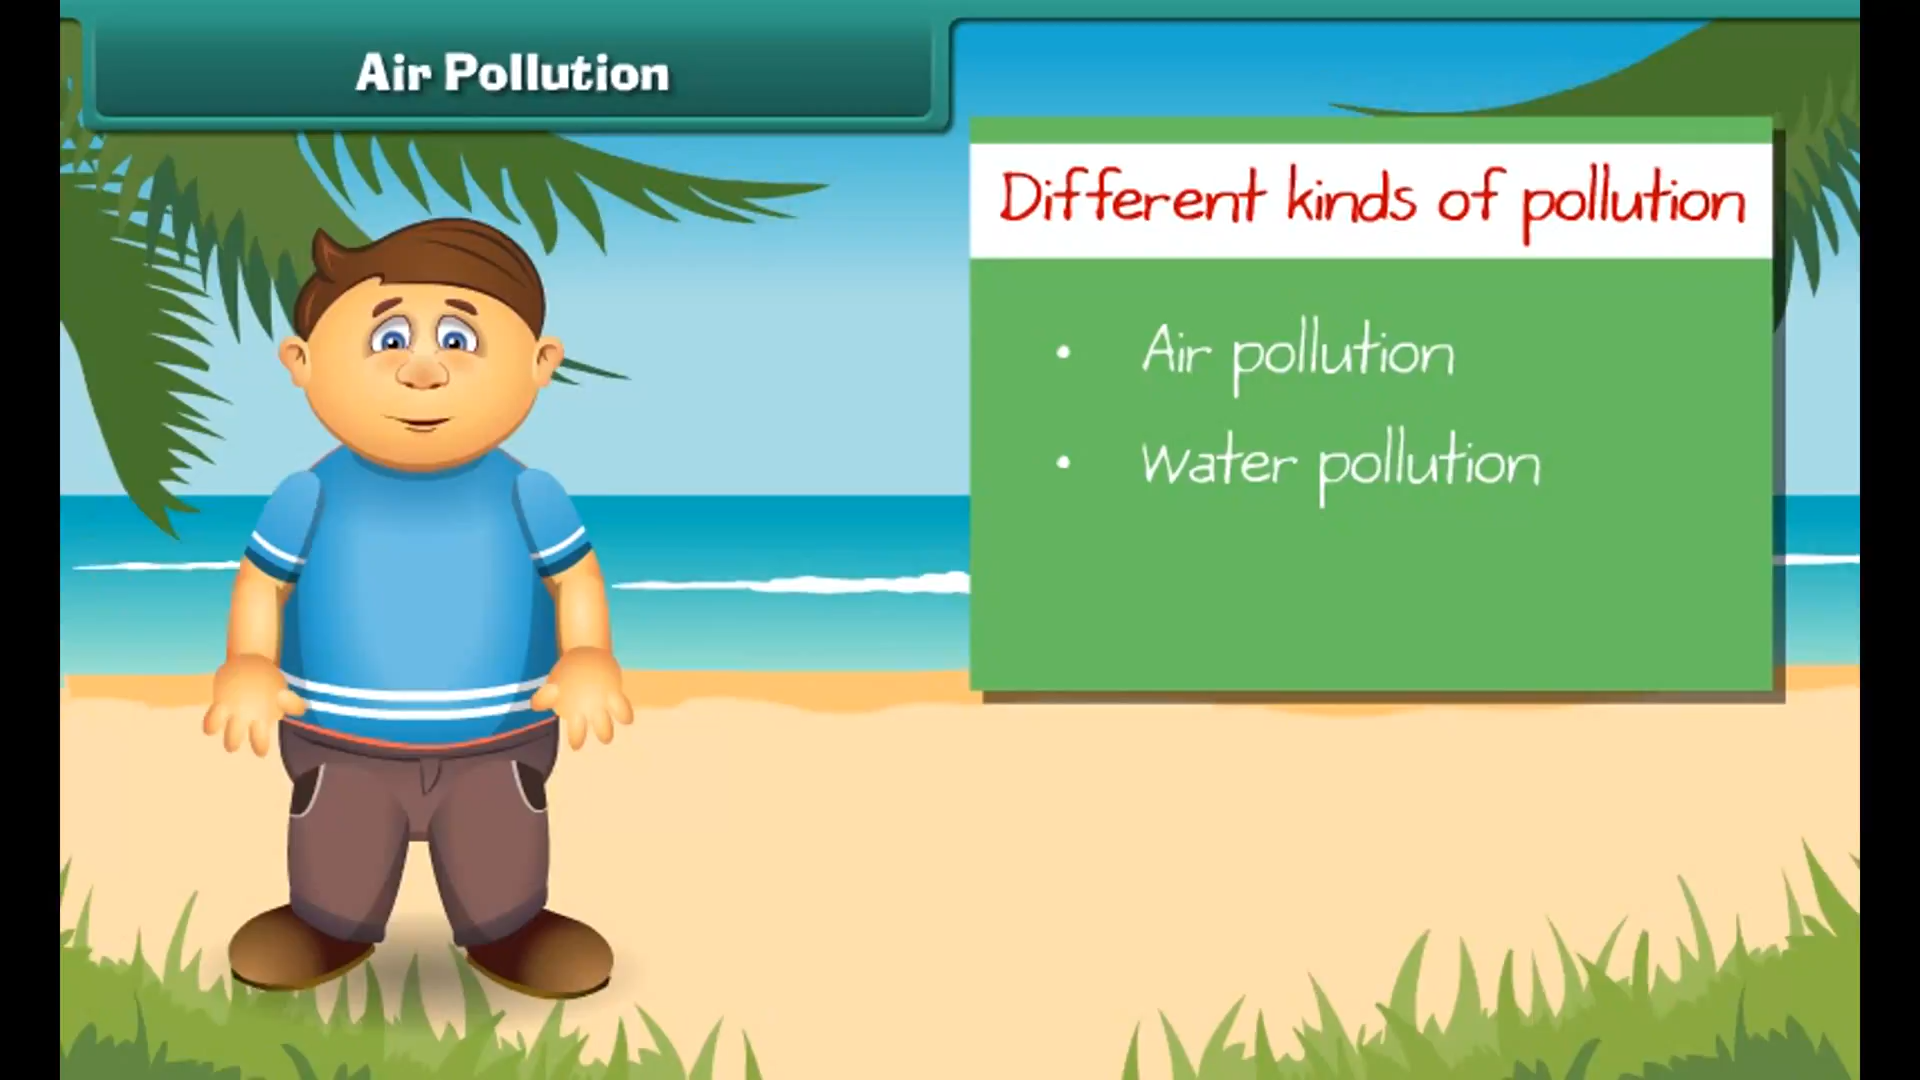 Air Pollution
Different kinds of pollution
• Air pollution
• Water pollution